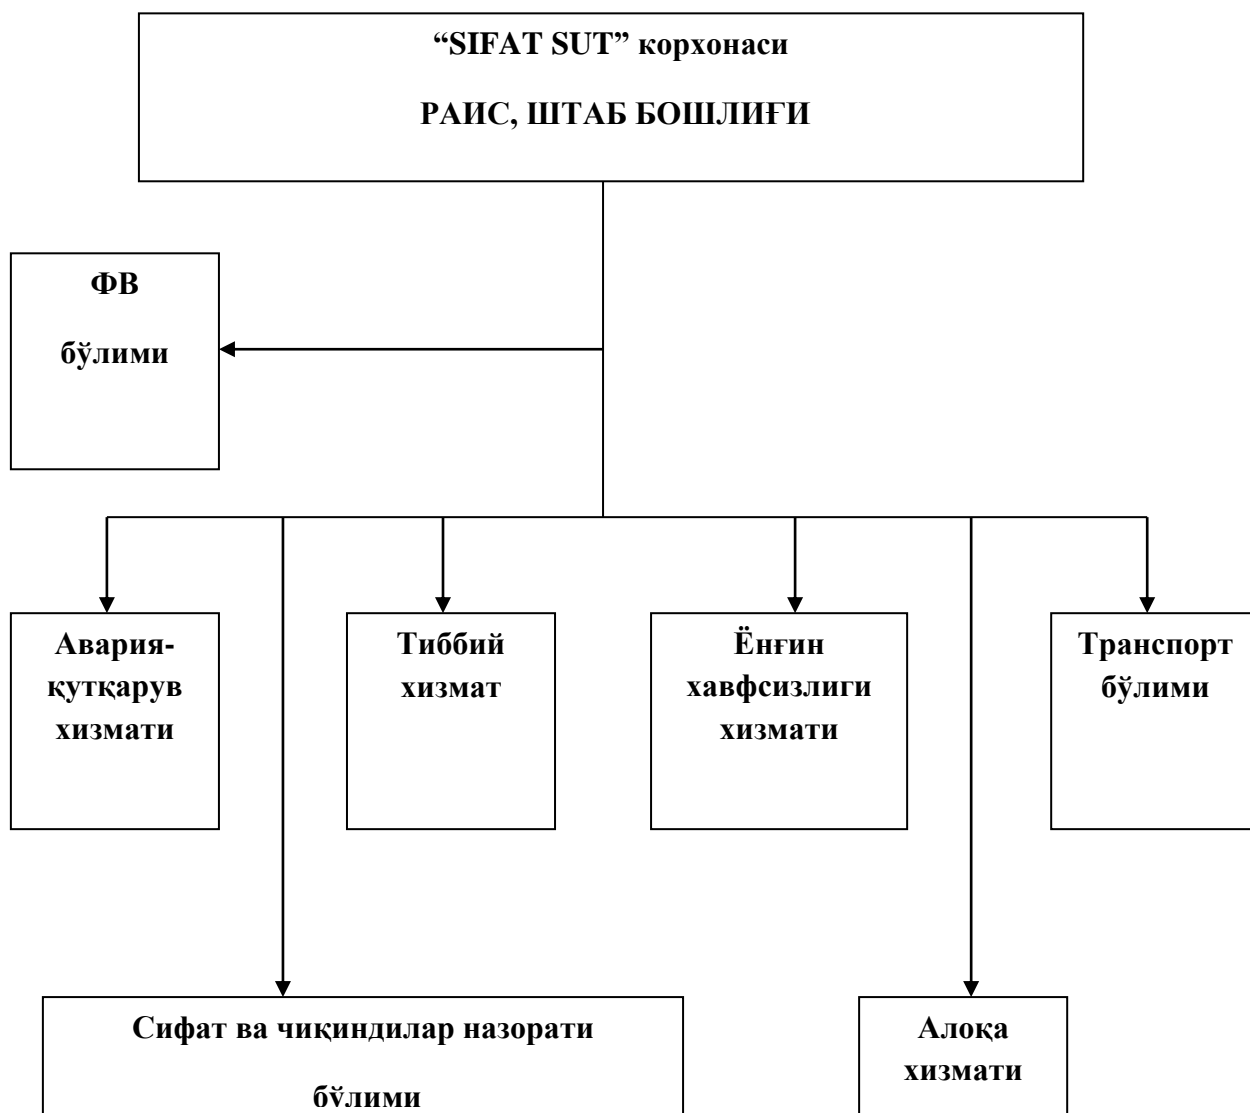 “SIFAT SUT” корхонаси
РАИС, ШТАБ БОШЛИҒИ
ФВ
бўлими
Авария-
қутқарув
хизмати
Тиббий
хизмат
Ёнғин
хавфсизлиги
хизмати
Транспорт
бўлими
Сифат ва чиқиндилар назорати
бўлими
Алоқа
хизмати